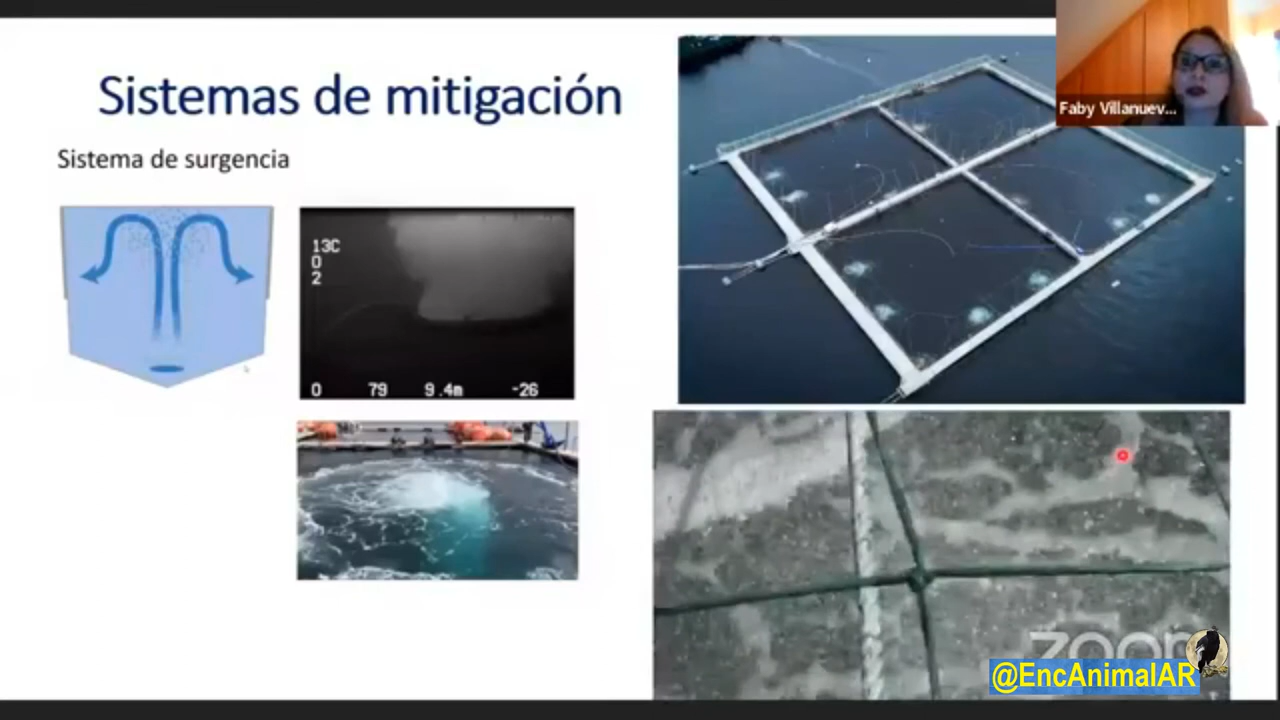 Sistemas de mitigación
Faby Villanuev...
Sistema de surgencia
13C
0
2
0 79 9.4m -26
zoom
@EncAnimalAR